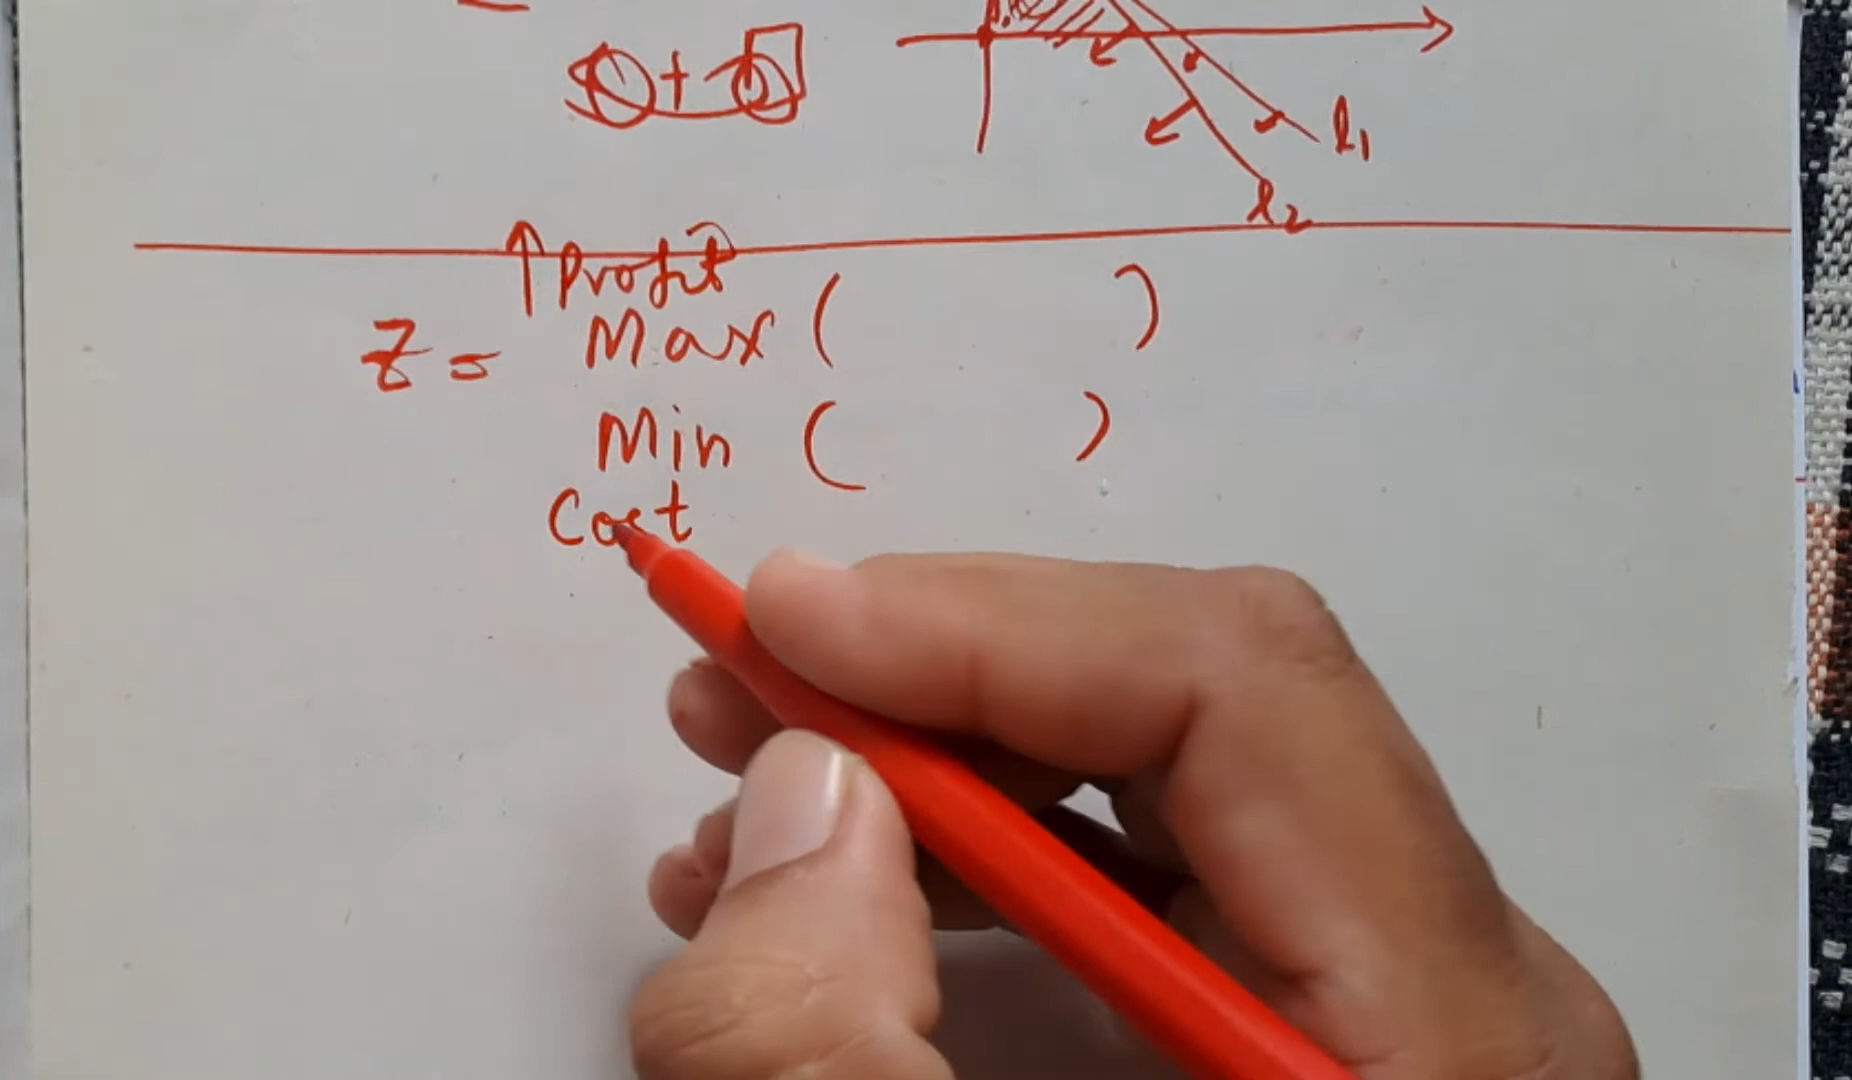 l1
l2
↑ Profit
Z = Max ( )
Min ( )
Cost